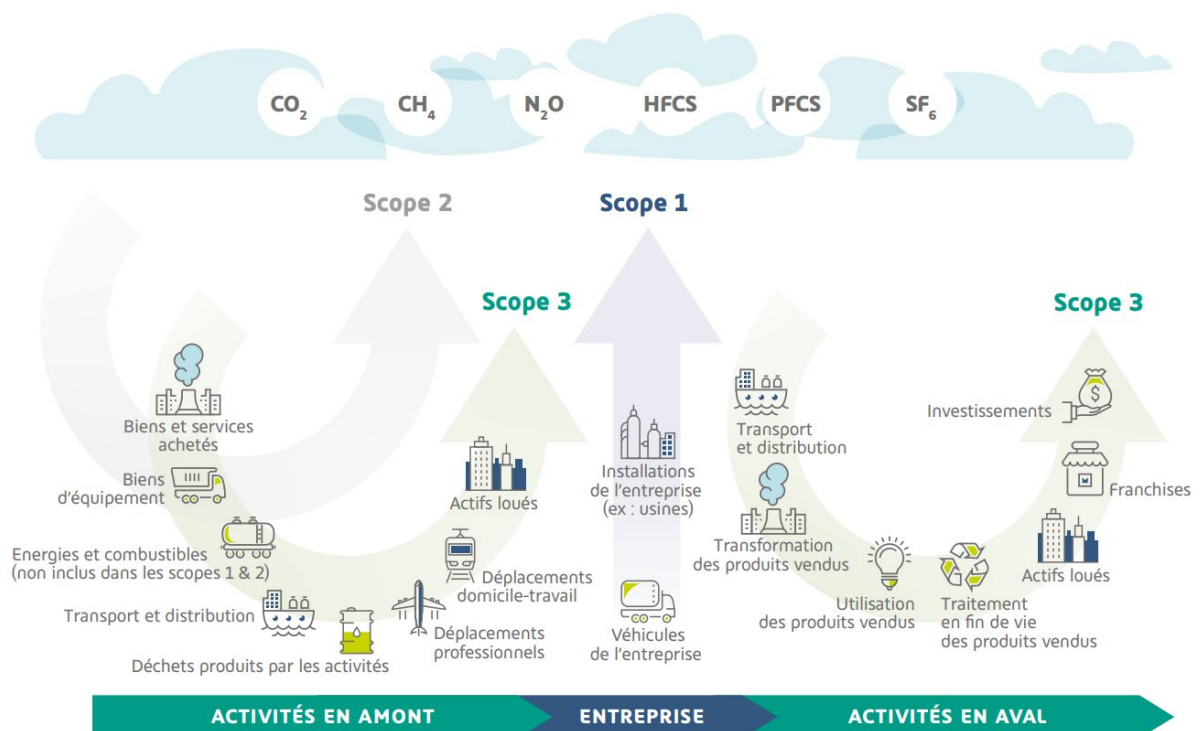 CO₂
CH₄
N₂O
HFCS
PFCS
SF₆
Scope 2
Scope 1
Scope 3
Scope 3
Biens et services
achetés
Biens
d'équipement
Energies et combustibles
(non inclus dans les scopes 1 & 2)
Transport et distribution
Déchets produits par les activités
Actifs loués
Déplacements
domicile-travail
Déplacements
professionnels
Installations
de l'entreprise
(ex : usines)
Véhicules
de l'entreprise
Transport
et distribution
Transformation
des produits vendus
Utilisation
des produits vendus
Traitement
en fin de vie
des produits vendus
Actifs loués
Franchises
Investissements
$
ACTIVITÉS EN AMONT
ENTREPRISE
ACTIVITÉS EN AVAL